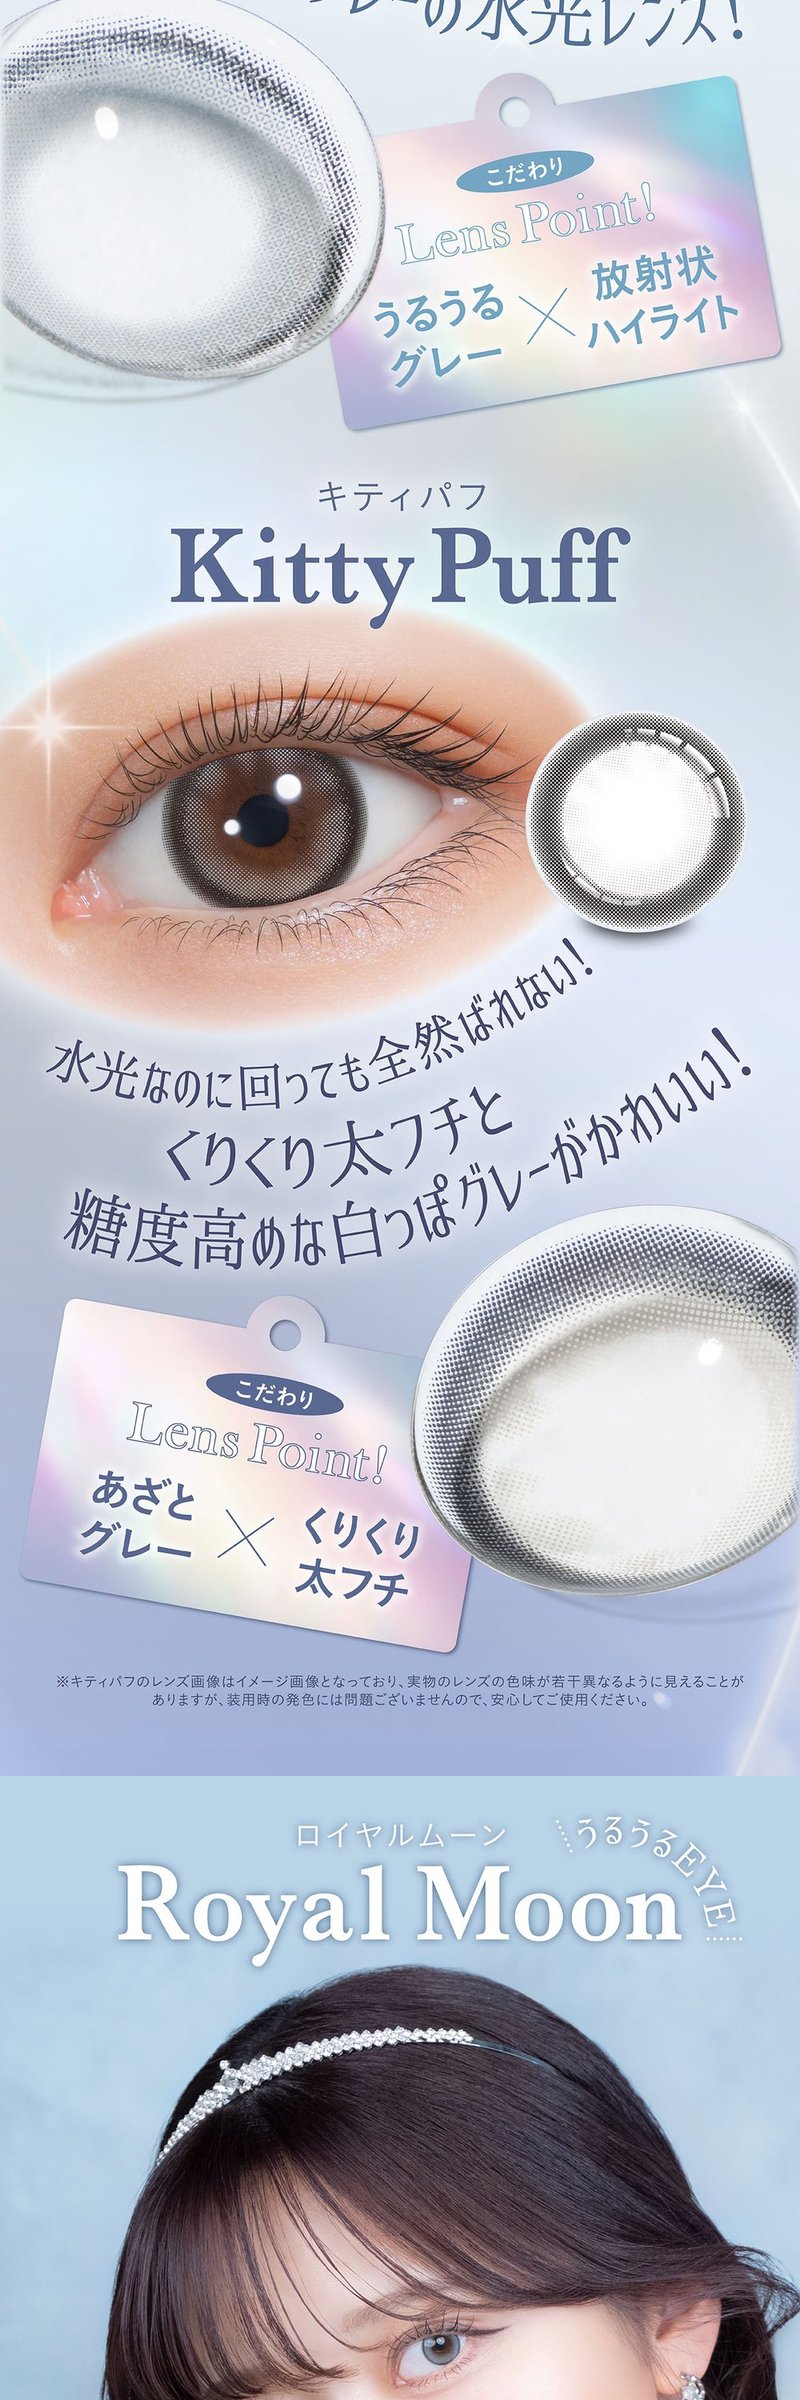 グレーの水光レンズ!
こだわり
Lens Point!
うるうる
グレー
×
放射状
ハイライト
キティパフ
Kitty Puff
水光なのに回っても全然ばれない!
くりくり太フチと
糖度高めな白っぽグレーがかわいい!
こだわり
Lens Point!
あざと
グレー
×
くりくり
太フチ
※キティパフのレンズ画像はイメージ画像となっており、実物のレンズの色味が若干異なるように見えることが
ありますが、装用時の発色には問題ございませんので、安心してご使用ください。
ロイヤルムーン
Royal Moon
うるうるEYE